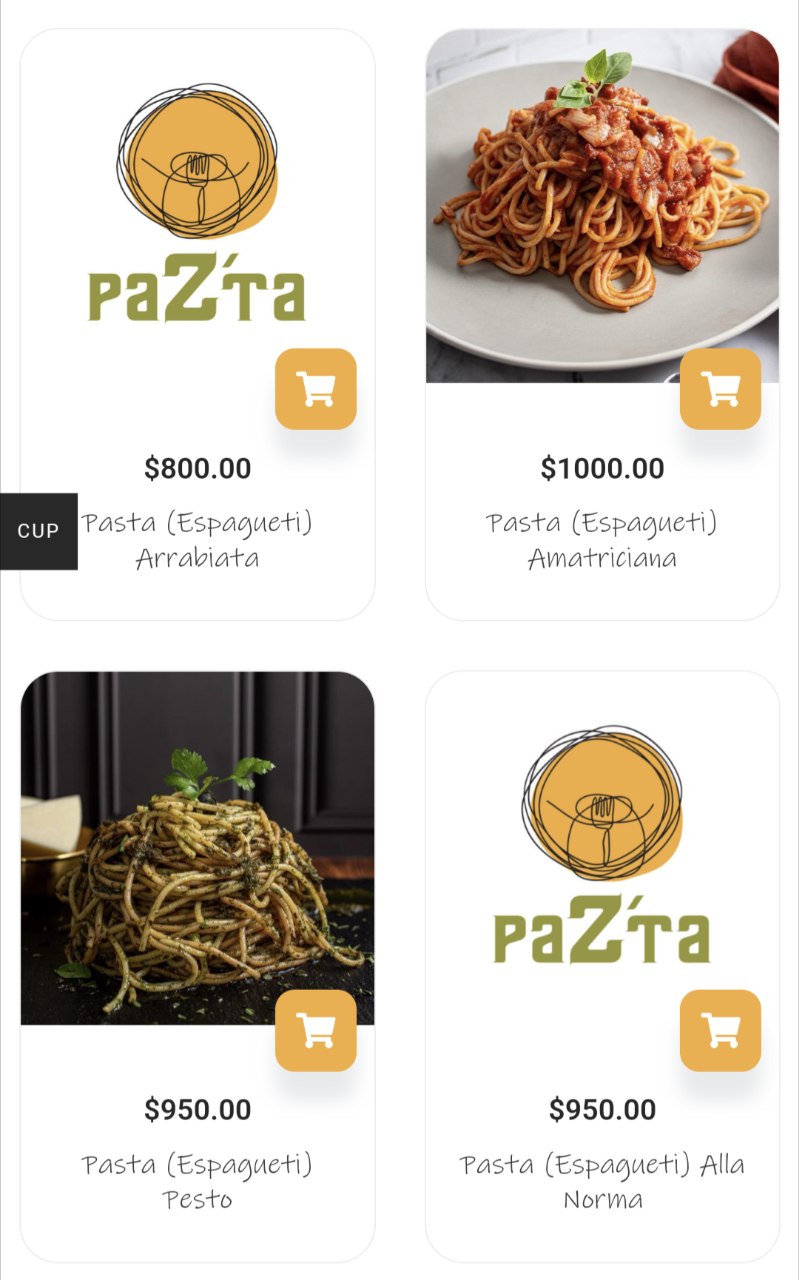 paZ´Ta
$800.00
Pasta (Espagueti)
Arrabiata
$1000.00
Pasta (Espagueti)
Amatriciana
CUP
$950.00
Pasta (Espagueti)
Pesto
paZ´Ta
$950.00
Pasta (Espagueti) Alla
Norma